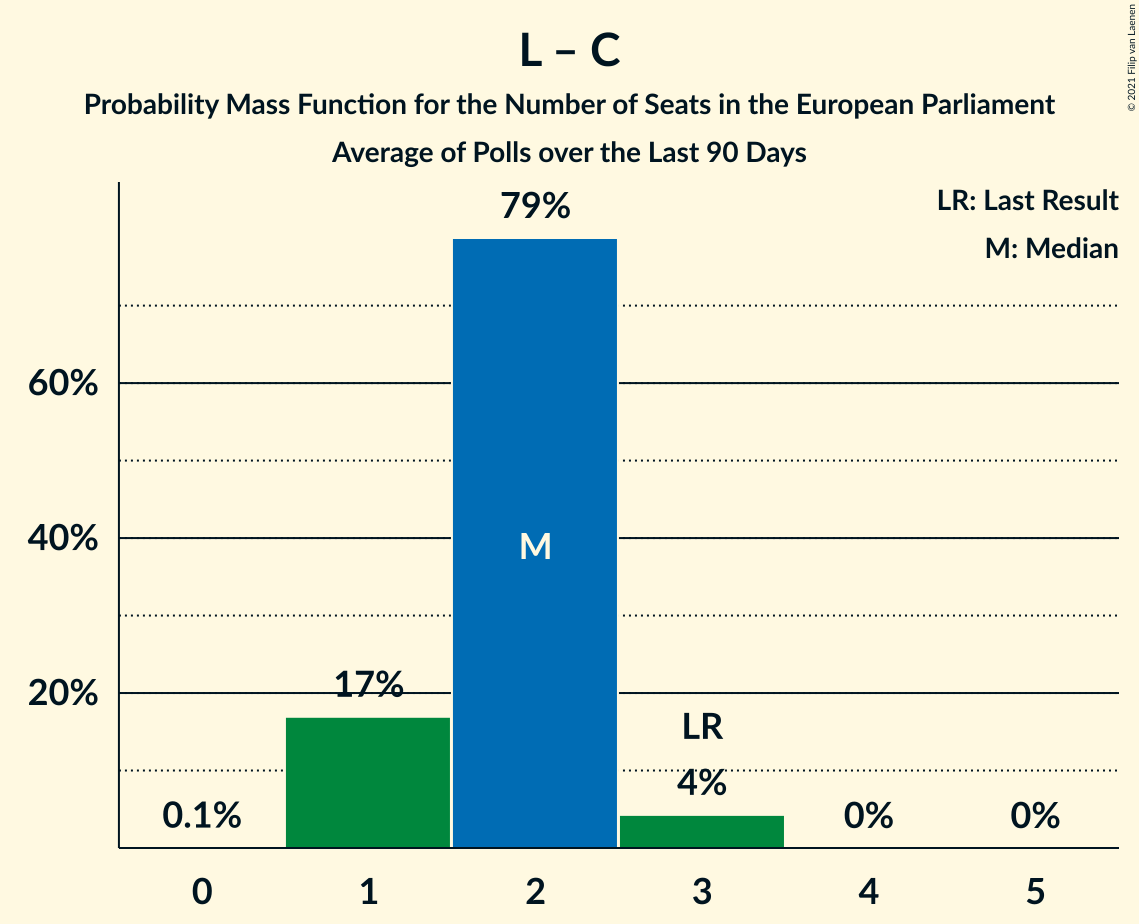 L – C
Probability Mass Function for the Number of Seats in the European Parliament
Average of Polls over the Last 90 Days
© 2021 Filip van Laenen
LR: Last Result
M: Median
79%
60%
M
40%
17%
20%
LR
4%
0.1%
0%
0%
0 1 2 3 4 5